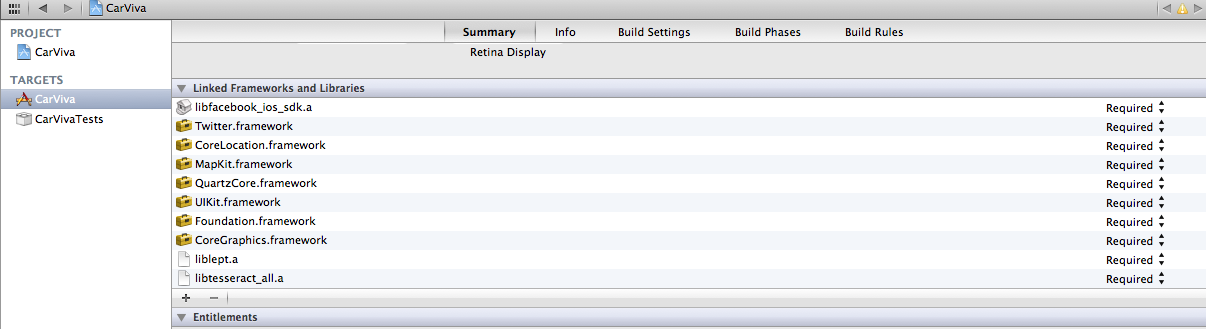 CarViva
PROJECT
CarViva
TARGETS
CarViva
CarVivaTests
Summary Info Build Settings Build Phases Build Rules
Retina Display
Linked Frameworks and Libraries
libfacebook_ios_sdk.a Required
Twitter.framework Required
CoreLocation.framework Required
MapKit.framework Required
QuartzCore.framework Required
UIKit.framework Required
Foundation.framework Required
CoreGraphics.framework Required
liblept.a Required
libtesseract_all.a Required
Entitlements